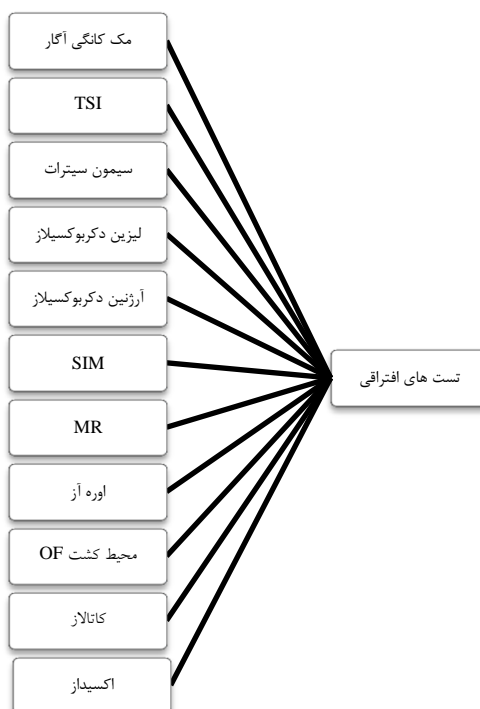 تست های افتراقی
مک کانگی آگار
TSI
سیمون سیترات
لیزین دکربوکسیلاز
آرژنین دکربوکسیلاز
SIM
MR
اوره آز
محیط کشت OF
کاتالاز
اکسیداز